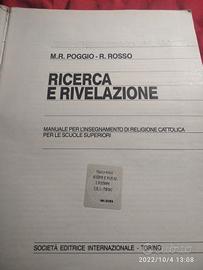 M.R. POGGIO - R. ROSSO
RICERCA
E RIVELAZIONE
MANUALE PER L'INSEGNAMENTO DI RELIGIONE CATTOLICA
PER LE SCUOLE SUPERIORI
SOCIETÀ EDITRICE INTERNAZIONALE - TORINO
2022/10/4 13:08